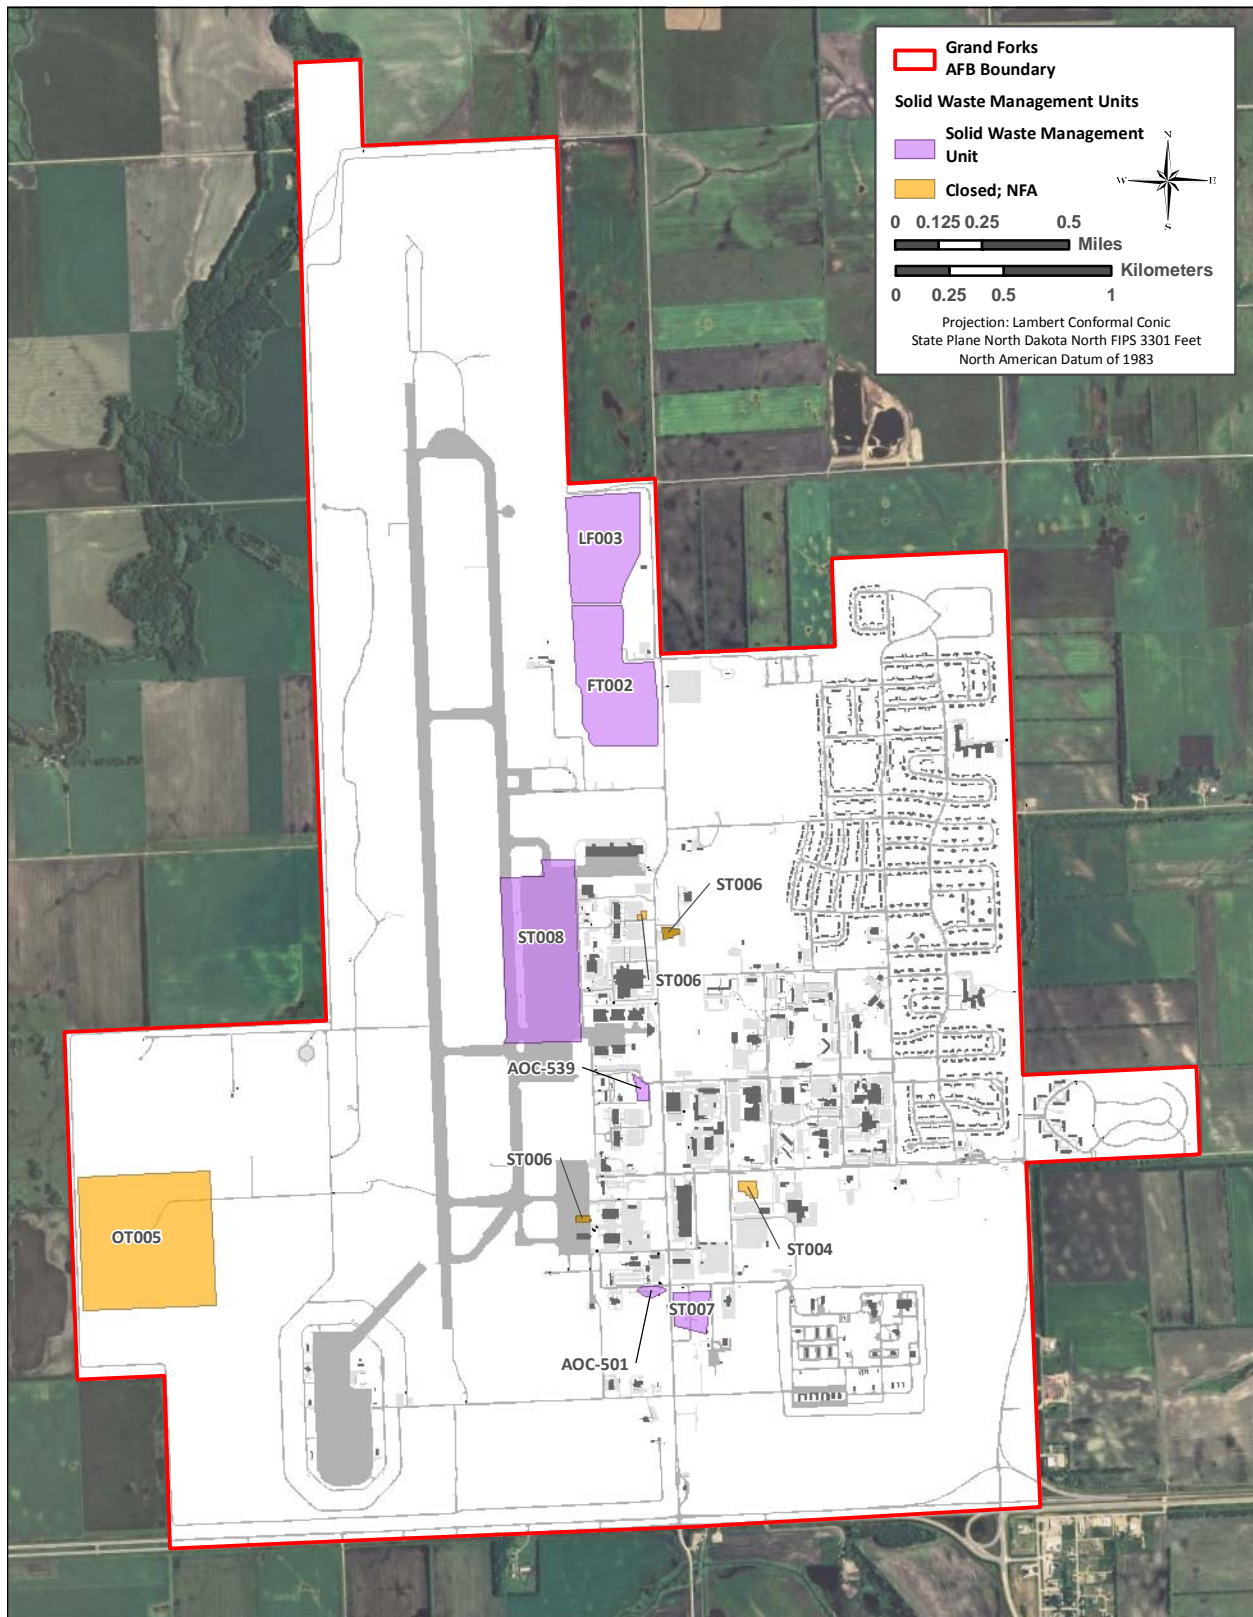 Grand Forks
AFB Boundary
Solid Waste Management Units
Solid Waste Management
Unit
Closed; NFA
N
W E
S
0 0.125 0.25 0.5
Miles
Kilometers
0 0.25 0.5 1
Projection: Lambert Conformal Conic
State Plane North Dakota North FIPS 3301 Feet
North American Datum of 1983
LF003
FT002
ST006
ST008
ST006
AOC-539
ST006
OT005
ST004
ST007
AOC-501